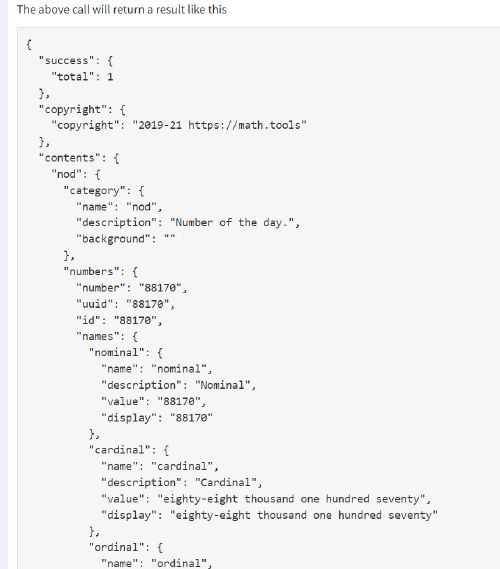 The above call will return a result like this
{
"success": {
"total": 1
},
"copyright": {
"copyright": "2019-21 https://math.tools"
},
"contents": {
"nod": {
"category": {
"name": "nod",
"description": "Number of the day.",
"background": ""
},
"numbers": {
"number": "88170",
"uuid": "88170",
"id": "88170",
"names": {
"nominal": {
"name": "nominal",
"description": "Nominal",
"value": "88170",
"display": "88170"
},
"cardinal": {
"name": "cardinal",
"description": "Cardinal",
"value": "eighty-eight thousand one hundred seventy",
"display": "eighty-eight thousand one hundred seventy"
},
"ordinal": {
"name": "ordinal",